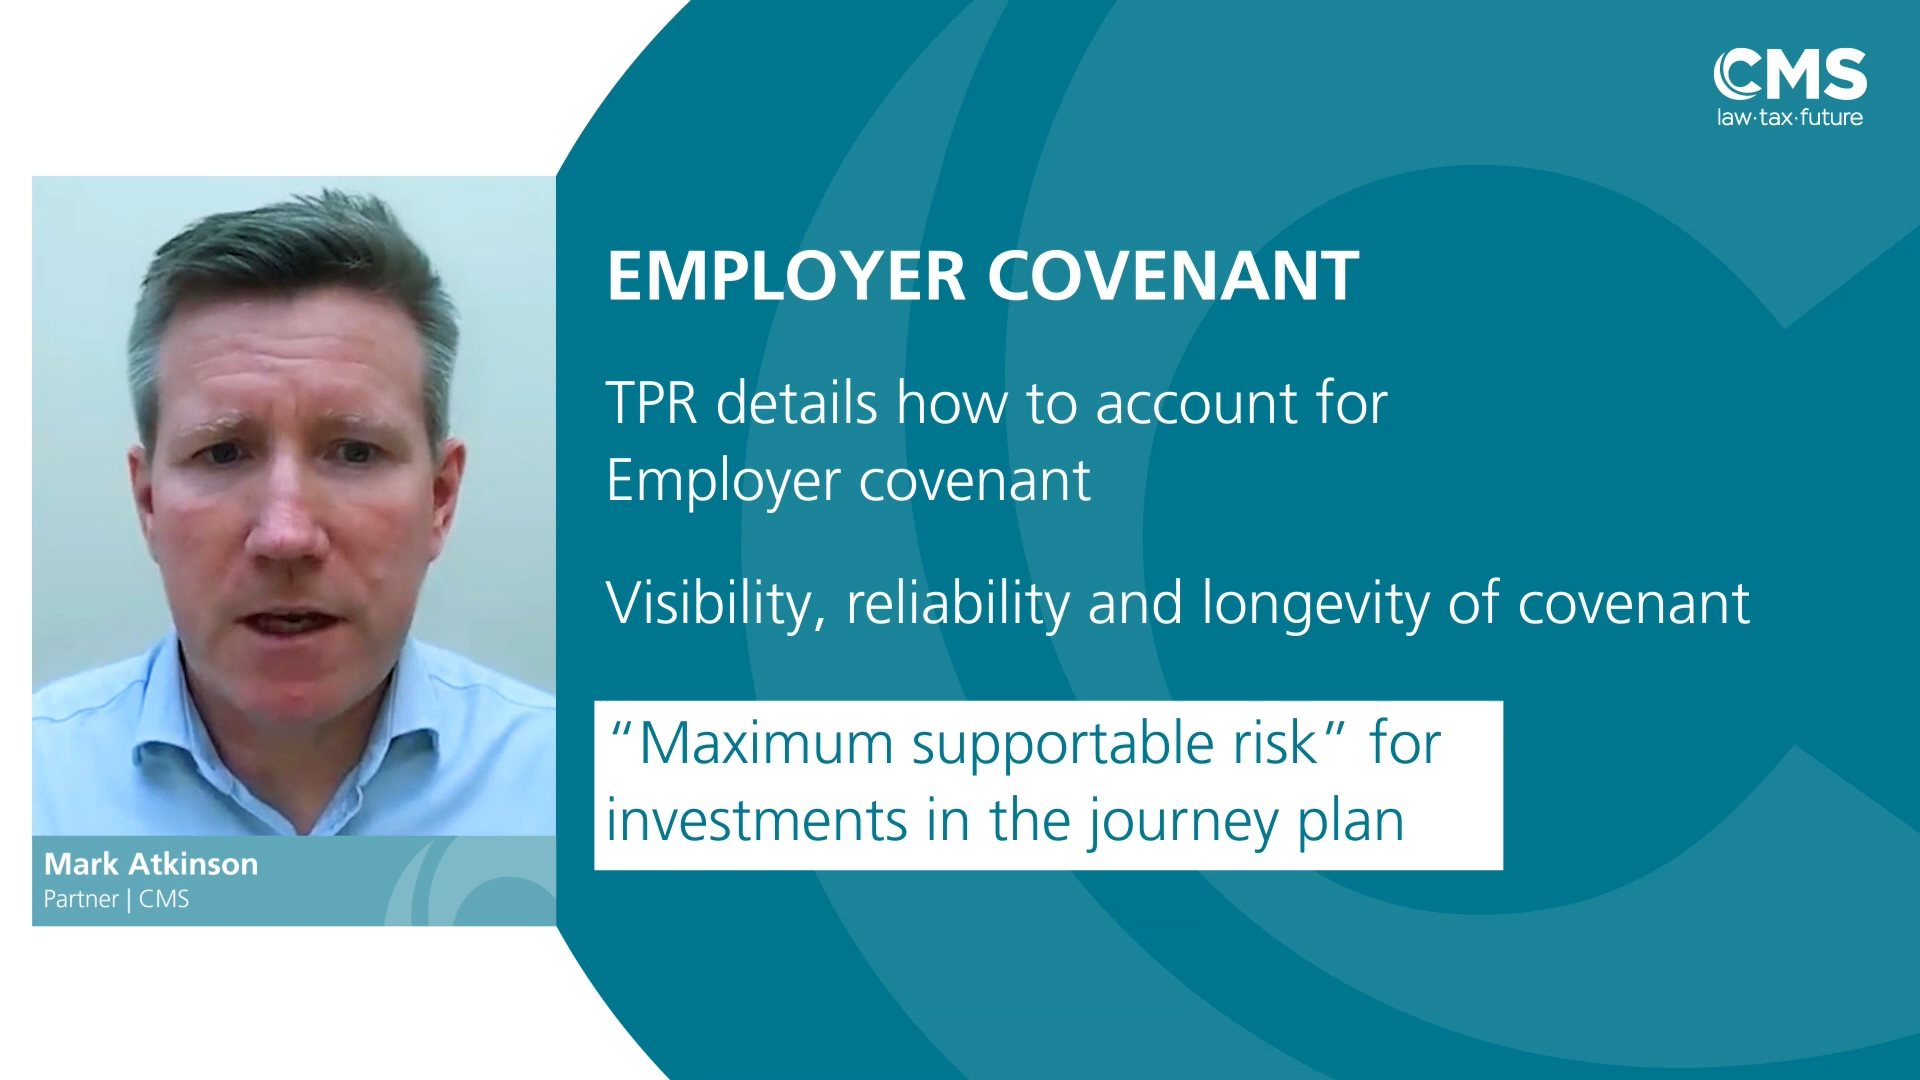 CMS
law·tax·future
EMPLOYER COVENANT
TPR details how to account for
Employer covenant
Visibility, reliability and longevity of covenant
“Maximum supportable risk” for
investments in the journey plan
Mark Atkinson
Partner | CMS